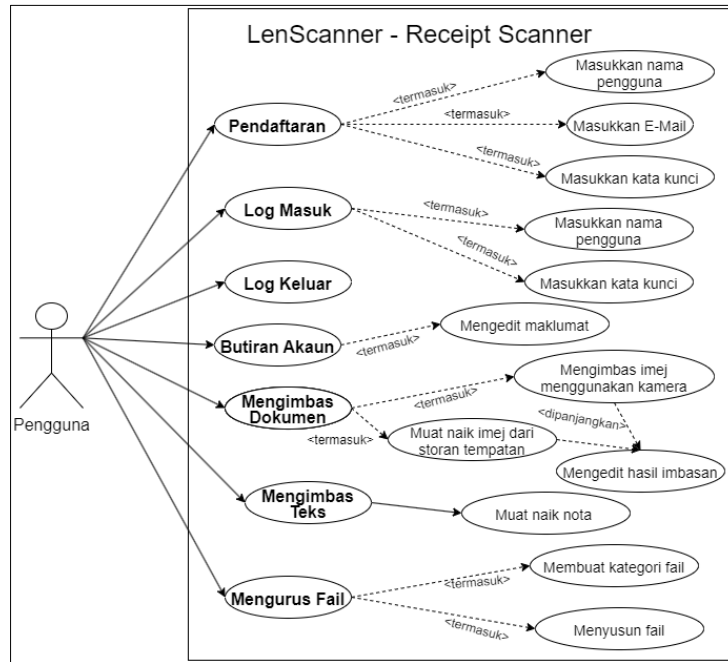 LenScanner - Receipt Scanner
Masukkan nama
pengguna
<termasuk>
Pendaftaran
<termasuk>
Masukkan E-Mail
<termasuk>
Masukkan kata kunci
Log Masuk
<termasuk>
Masukkan nama
pengguna
<termasuk>
Masukkan kata kunci
Log Keluar
Butiran Akaun
<termasuk>
Mengedit maklumat
Mengimbas
Dokumen
<termasuk>
Mengimbas imej
menggunakan kamera
<termasuk>
Muat naik imej dari
storan tempatan
<dipanjangkan>
Mengedit hasil imbasan
Pengguna
Mengimbas
Teks
Muat naik nota
Mengurus Fail
<termasuk>
Membuat kategori fail
<termasuk>
Menyusun fail